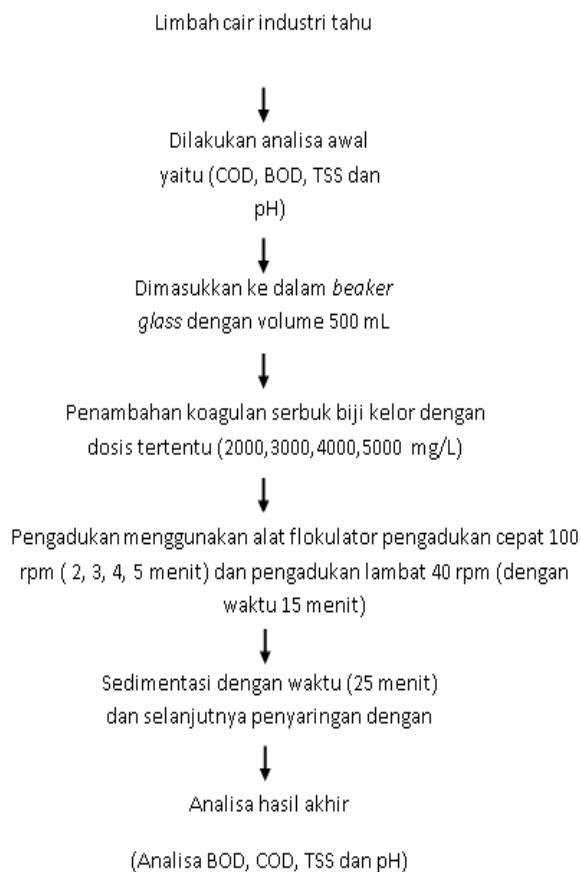 Limbah cair industri tahu
Dilakukan analisa awal
yaitu (COD, BOD, TSS dan
pH)
Dimasukkan ke dalam beaker
glass dengan volume 500 mL
Penambahan koagulan serbuk biji kelor dengan
dosis tertentu (2000,3000,4000,5000 mg/L)
Pengadukan menggunakan alat flokulator pengadukan cepat 100
rpm ( 2, 3, 4, 5 menit) dan pengadukan lambat 40 rpm (dengan
waktu 15 menit)
Sedimentasi dengan waktu (25 menit)
dan selanjutnya penyaringan dengan
Analisa hasil akhir
(Analisa BOD, COD, TSS dan pH)